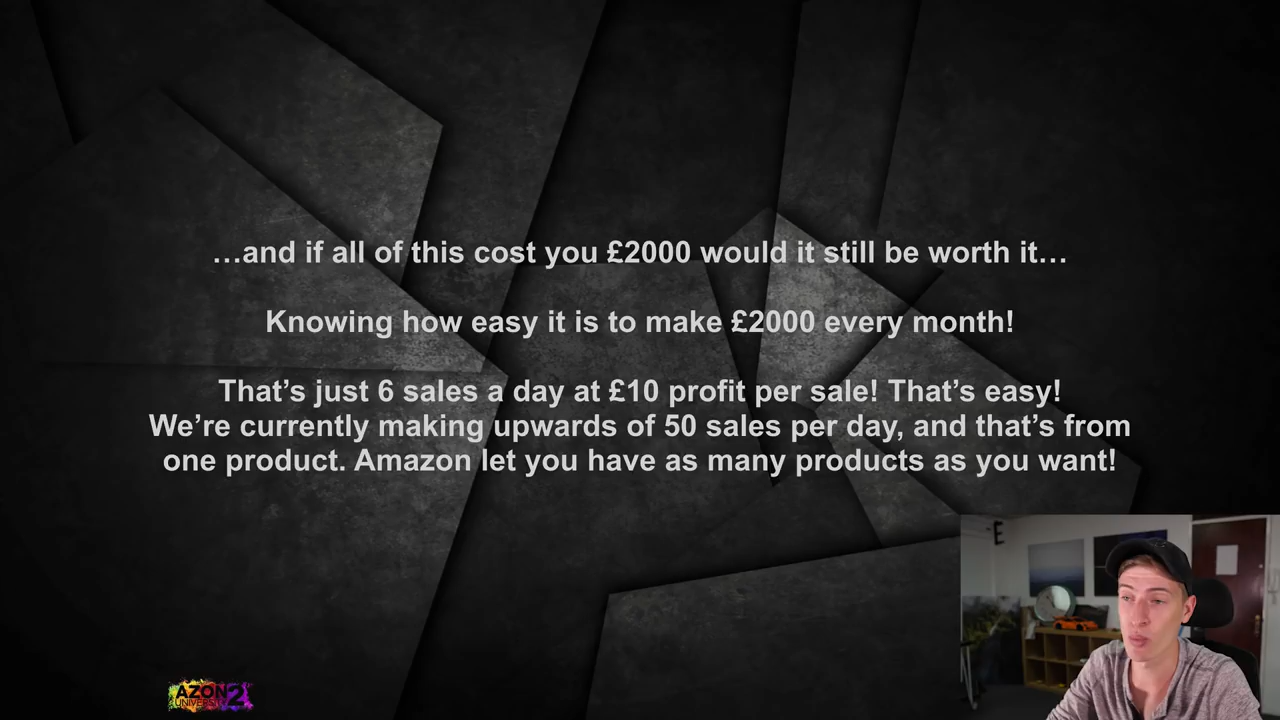 …and if all of this cost you £2000 would it still be worth it…
Knowing how easy it is to make £2000 every month!
That’s just 6 sales a day at £10 profit per sale! That’s easy!
We’re currently making upwards of 50 sales per day, and that’s from
one product. Amazon let you have as many products as you want!
E
AZON
UNIVERSITY
2